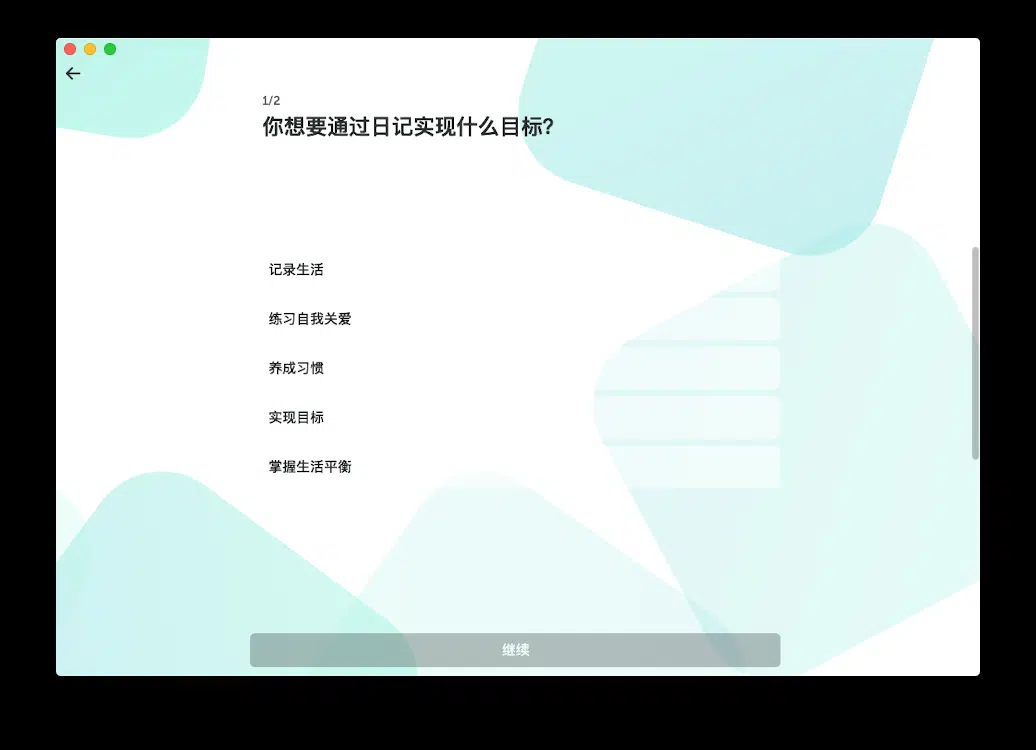 1/2
你想要通过日记实现什么目标?
记录生活
练习自我关爱
养成习惯
实现目标
掌握生活平衡
继续